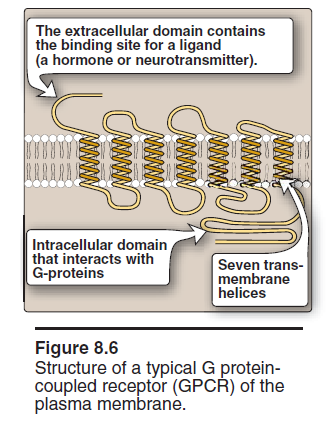 The extracellular domain contains
the binding site for a ligand
(a hormone or neurotransmitter).
Intracellular domain
that interacts with
G-proteins
Seven trans-
membrane
helices
Figure 8.6
Structure of a typical G protein-
coupled receptor (GPCR) of the
plasma membrane.